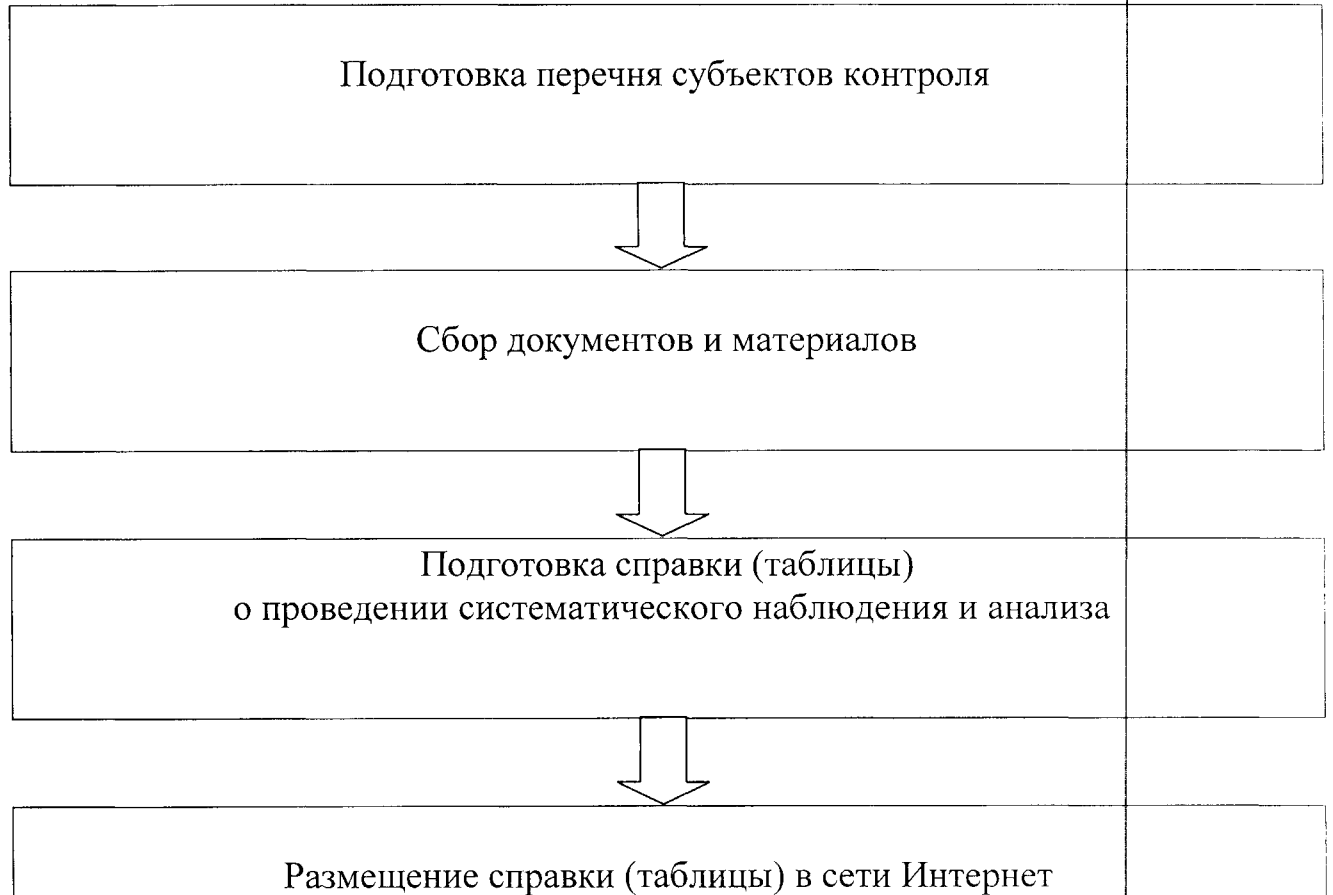 Подготовка перечня субъектов контроля
Сбор документов и материалов
Подготовка справки (таблицы)
о проведении систематического наблюдения и анализа
Размещение справки (таблицы) в сети Интернет